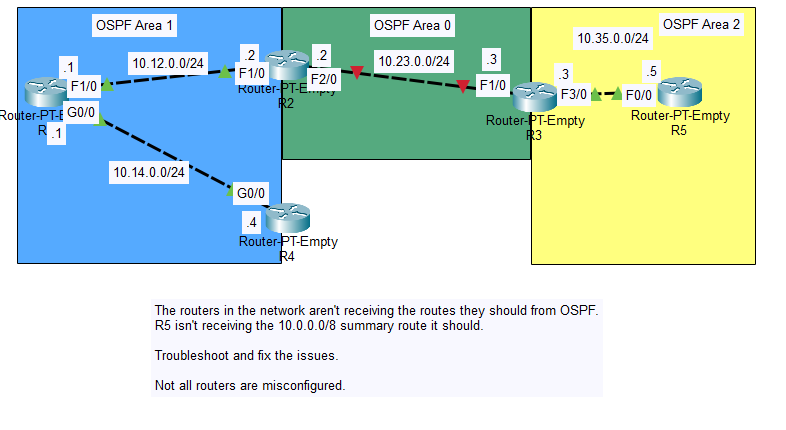 OSPF Area 1
OSPF Area 0
OSPF Area 2
10.35.0.0/24
.1
10.12.0.0/24
.2
.2
10.23.0.0/24
.3
.3
.5
F1/0
F1/0
F2/0
F1/0
F3/0
F0/0
Router-PT-Empty
R2
Router-PT-E
R
G0/0
.1
Router-PT-Empty
R3
Router-PT-Empty
R5
10.14.0.0/24
G0/0
.4
Router-PT-Empty
R4
The routers in the network aren't receiving the routes they should from OSPF.
R5 isn't receiving the 10.0.0.0/8 summary route it should.
Troubleshoot and fix the issues.
Not all routers are misconfigured.